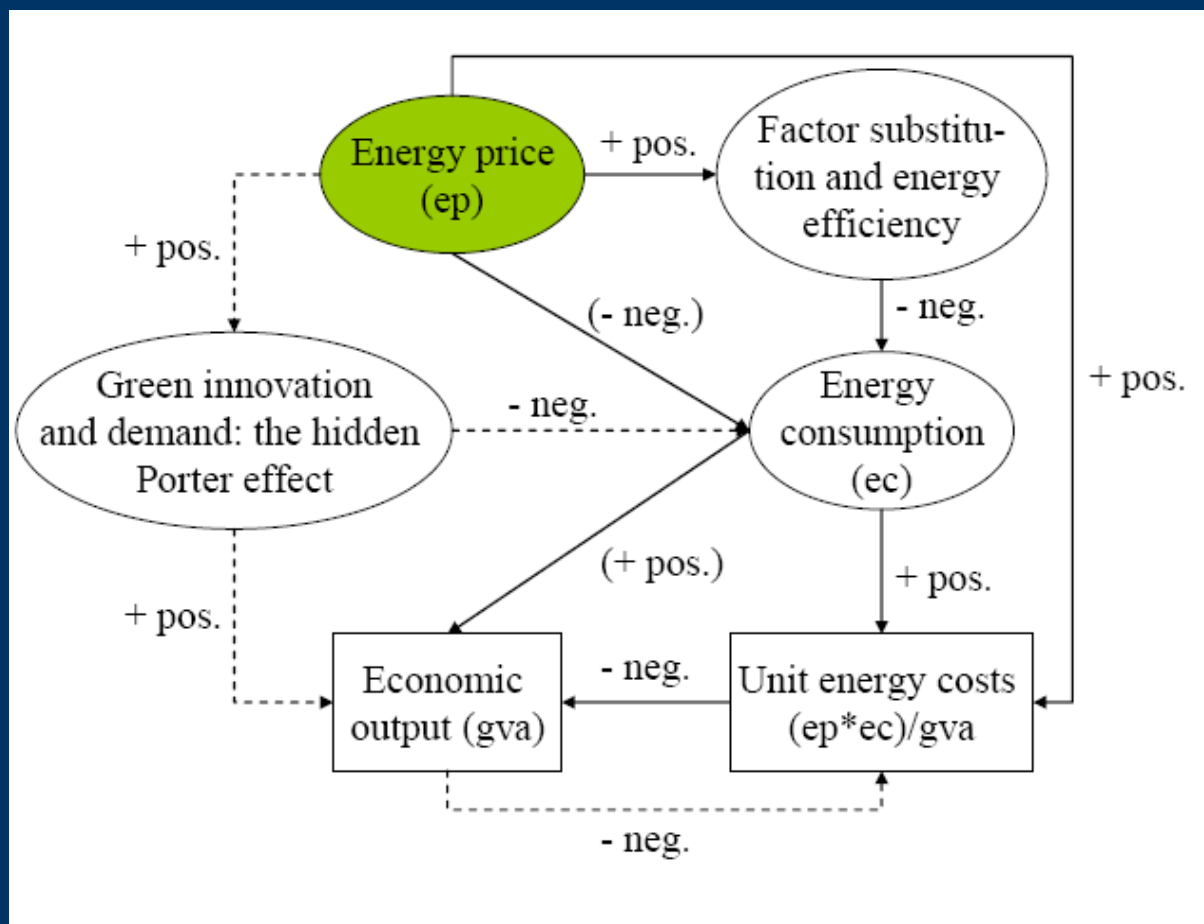 Energy price
(ep)
+ pos.
Factor substitu-
tion and energy
efficiency
+ pos.
(- neg.)
- neg.
+ pos.
Green innovation
and demand: the hidden
Porter effect
- neg.
Energy
consumption
(ec)
(+ pos.)
+ pos.
+ pos.
Economic
output (gva)
- neg.
Unit energy costs
(ep*ec)/gva
- neg.